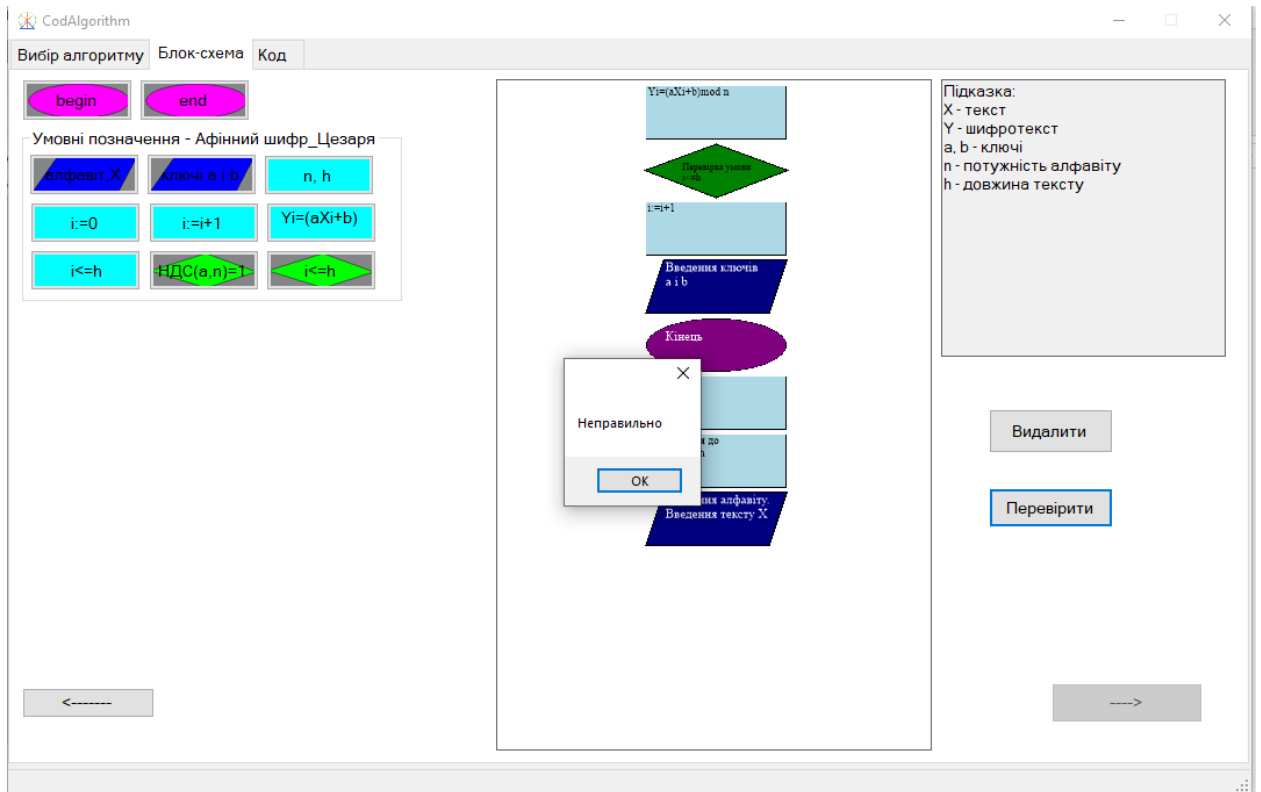 CodAlgorithm
Вибір алгоритму Блок-схема Код
begin end
Умовні позначення - Афінний шифр_Цезаря
алфавіт.X ключі a i b n, h
i:=0 i:=i+1 Yi=(aXi+b)
i<=h НДС(a,n)=1 i<=h
Yi=(aXi+b)mod n
Перевірка умови
i<=h
i:=i+1
Введення ключів
a i b
Кінець
до
алфавіту.
Введення тексту X
Неправильно
OK
Підказка:
X - текст
Y - шифротекст
a, b - ключі
n - потужність алфавіту
h - довжина тексту
Видалити
Перевірити
<-------
---->